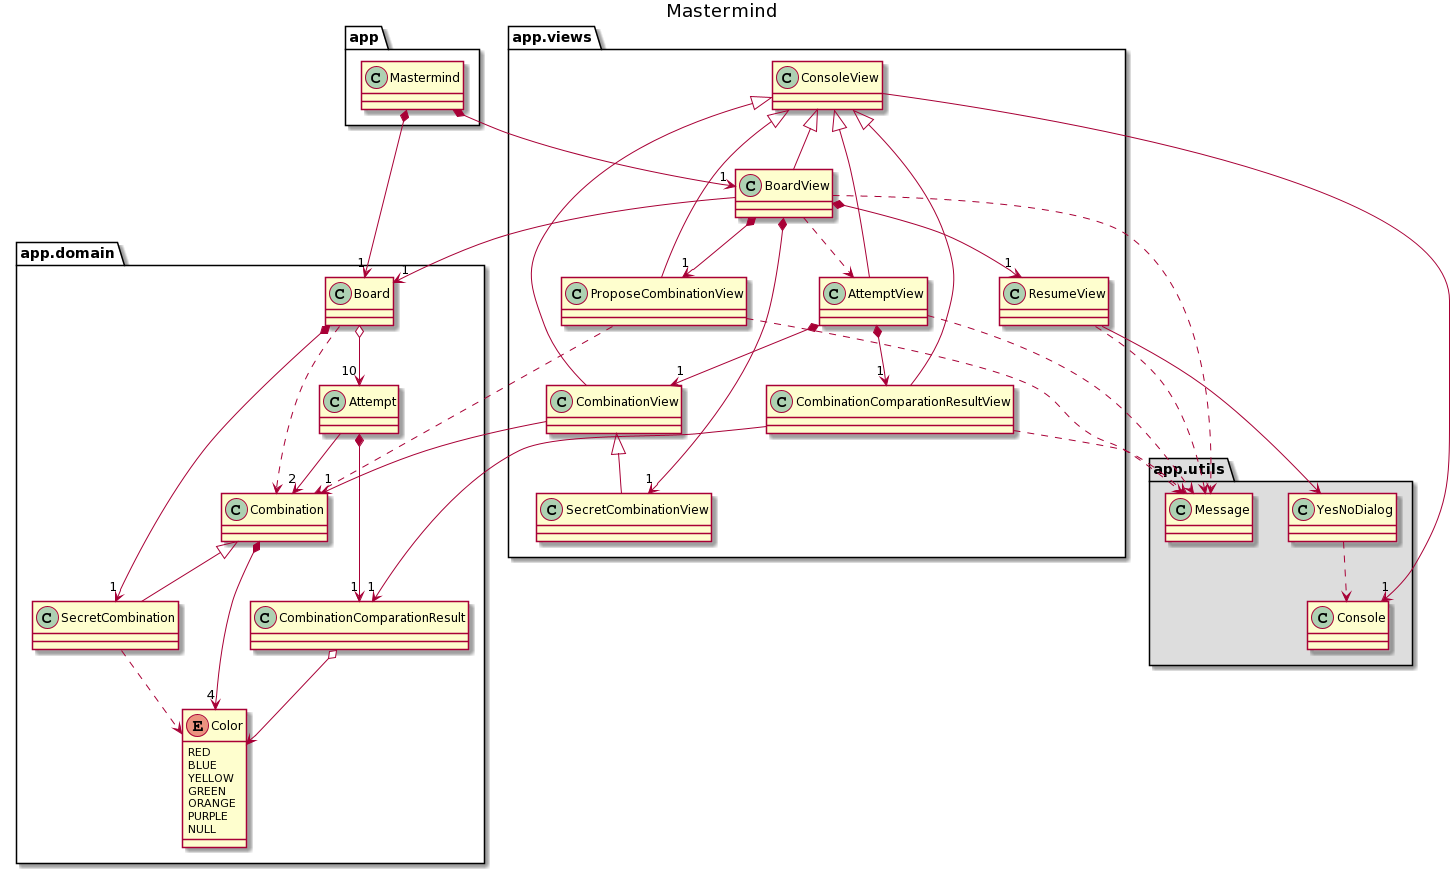 Mastermind
app
app.views
C Mastermind
C ConsoleView
1
C BoardView
app.domain
1
1
1
1
C Board
C ProposeCombinationView
C AttemptView
C ResumeView
10
1
1
C Attempt
C CombinationView
C CombinationComparationResultView
app.utils
2
1
1
C Combination
C SecretCombinationView
C Message
C YesNoDialog
1
1
1
1
C SecretCombination
C CombinationComparationResult
C Console
4
E Color
RED
BLUE
YELLOW
GREEN
ORANGE
PURPLE
NULL